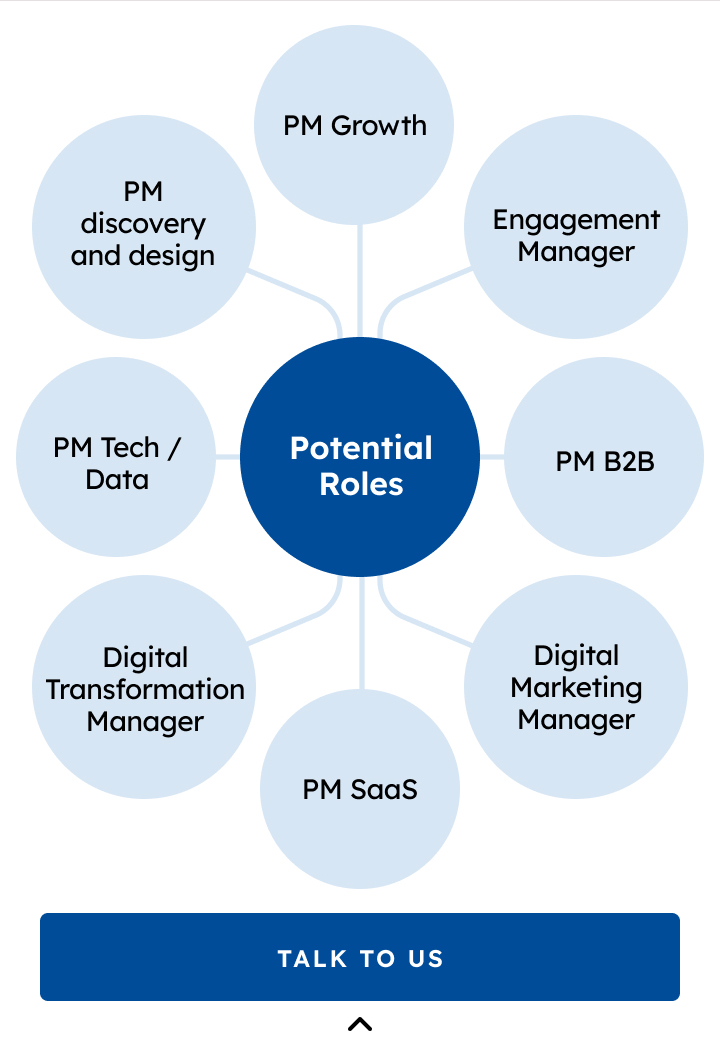 PM Growth
PM
discovery
and design
Engagement
Manager
PM Tech /
Data
Potential
Roles
PM B2B
Digital
Transformation
Manager
Digital
Marketing
Manager
PM SaaS
TALK TO US